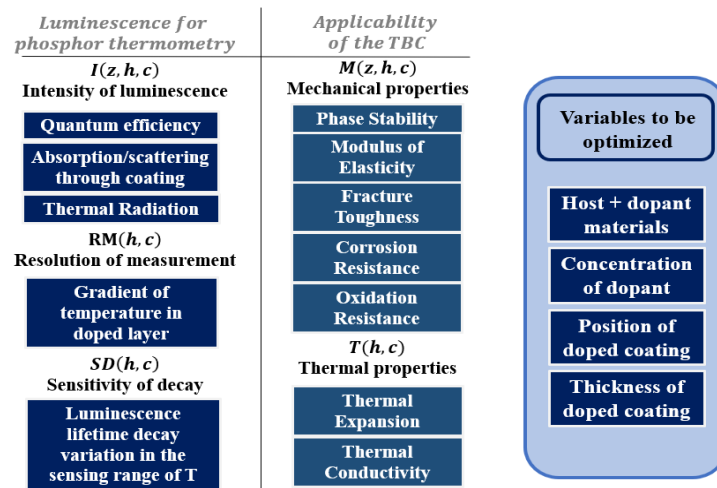 Luminescence for
phosphor thermometry
I(z, h, c)
Intensity of luminescence
Quantum efficiency
Absorption/scattering
through coating
Thermal Radiation
RM(h, c)
Resolution of measurement
Gradient of
temperature in
doped layer
SD(h, c)
Sensitivity of decay
Luminescence
lifetime decay
variation in the
sensing range of T
Applicability
of the TBC
M(z, h, c)
Mechanical properties
Phase Stability
Modulus of
Elasticity
Fracture
Toughness
Corrosion
Resistance
Oxidation
Resistance
T(h, c)
Thermal properties
Thermal
Expansion
Thermal
Conductivity
Variables to be
optimized
Host + dopant
materials
Concentration
of dopant
Position of
doped coating
Thickness of
doped coating